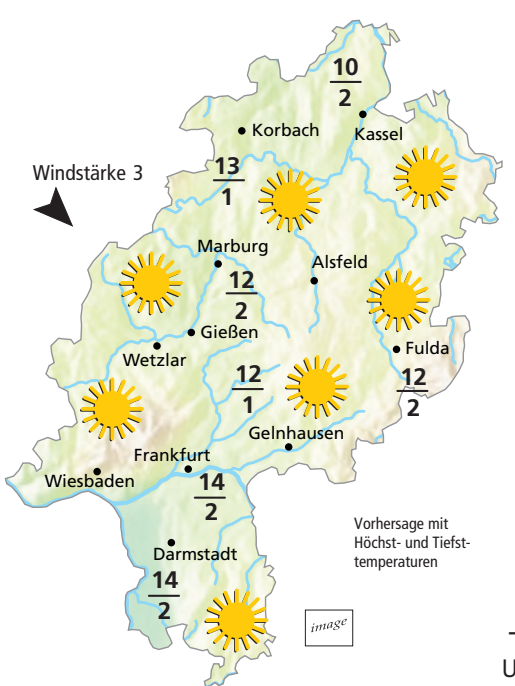 10
2
Korbach
Kassel
Windstärke 3
13
1
Marburg
Alsfeld
12
2
Gießen
Wetzlar
Fulda
12
1
12
2
Gelnhausen
Frankfurt
Wiesbaden
14
2
Vorhersage mit
Höchst- und Tiefst-
temperaturen
Darmstadt
14
2
image
U